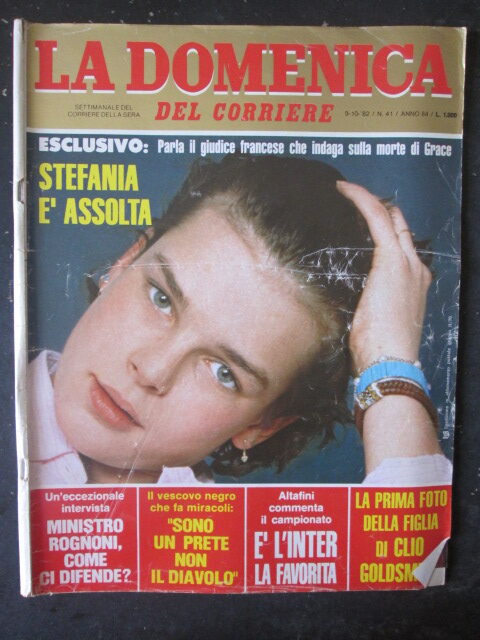 LA DOMENICA
SETTIMANALE DEL
CORRIERE DELLA SERA
DEL CORRIERE
9-10-'82 / N. 41 / ANNO 84 / L. 1.000
ESCLUSIVO: Parla il giudice francese che indaga sulla morte di Grace
STEFANIA
E' ASSOLTA
Un'eccezionale
intervista
MINISTRO
ROGNONI,
COME
CI DIFENDE?
Il vescovo negro
che fa miracoli:
"SONO
UN PRETE
NON
IL DIAVOLO"
Altafini
commenta
il campionato
E' L'INTER
LA FAVORITA
LA PRIMA FOTO
DELLA FIGLIA
di CLIO